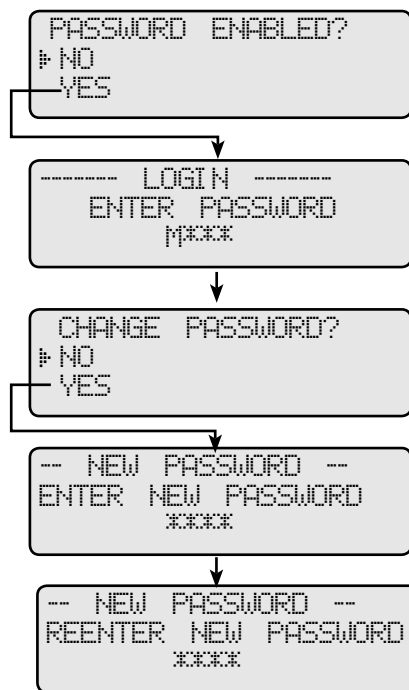 PASSWORD ENABLED?
NO
YES
------- LOGIN -------
ENTER PASSWORD
M***
CHANGE PASSWORD?
NO
YES
-- NEW PASSWORD --
ENTER NEW PASSWORD
****
-- NEW PASSWORD --
REENTER NEW PASSWORD
****